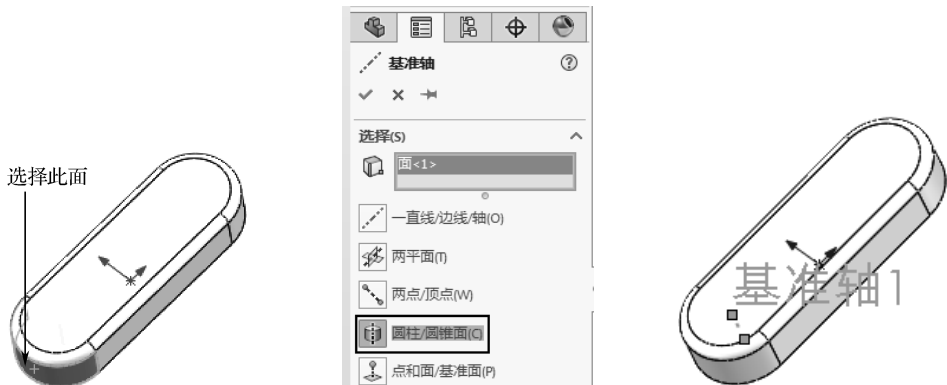 选择此面
基准轴
选择(S)
面<1>
一直线/边线/轴(O)
两平面(T)
两点/顶点(W)
圆柱/圆锥面(C)
点和面/基准面(P)
基准轴1